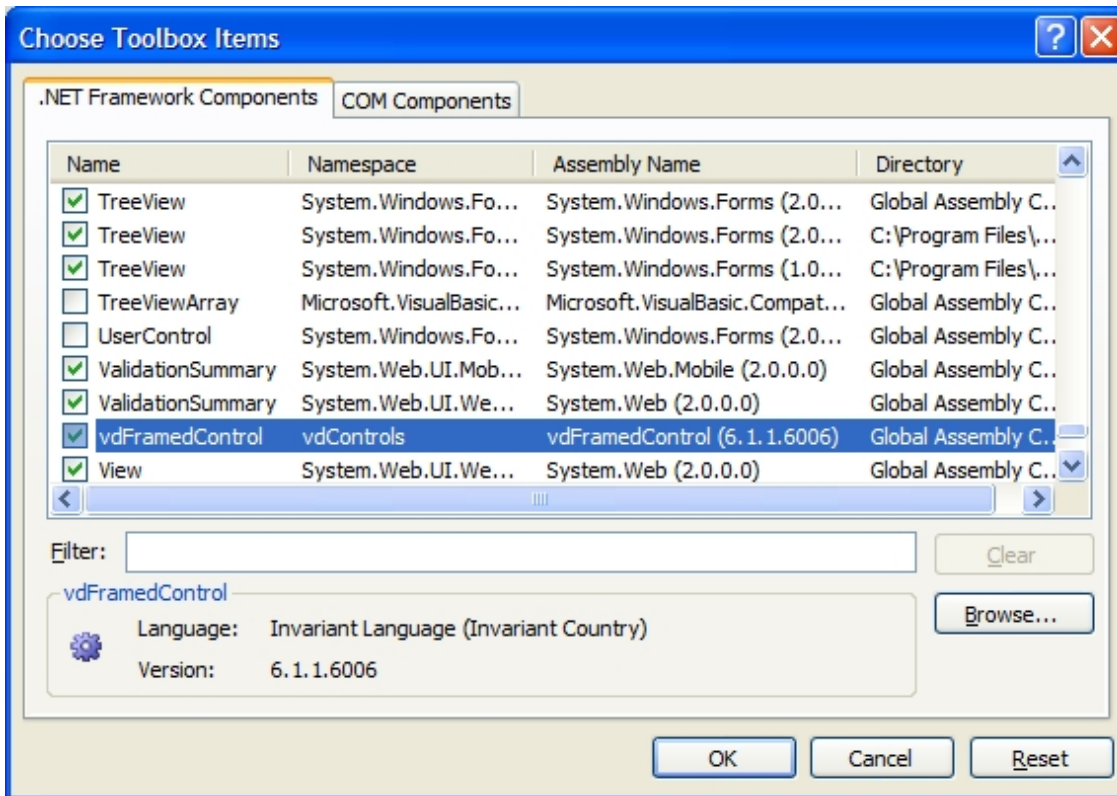 Choose Toolbox Items
.NET Framework Components COM Components
Name Namespace Assembly Name Directory
TreeView System.Windows.Fo... System.Windows.Forms (2.0... Global Assembly C...
TreeView System.Windows.Fo... System.Windows.Forms (2.0... C:\Program Files\...
TreeView System.Windows.Fo... System.Windows.Forms (1.0... C:\Program Files\...
TreeViewArray Microsoft.VisualBasic... Microsoft.VisualBasic.Compat... Global Assembly C...
UserControl System.Windows.Fo... System.Windows.Forms (2.0... Global Assembly C...
ValidationSummary System.Web.UI.Mob... System.Web.Mobile (2.0.0.0) Global Assembly C...
ValidationSummary System.Web.UI.We... System.Web (2.0.0.0) Global Assembly C...
vdFramedControl vdControls vdFramedControl (6.1.1.6006) Global Assembly C...
View System.Web.UI.We... System.Web (2.0.0.0) Global Assembly C...
Filter: Clear
vdFramedControl
Browse...
Language: Invariant Language (Invariant Country)
Version: 6.1.1.6006
OK Cancel Reset